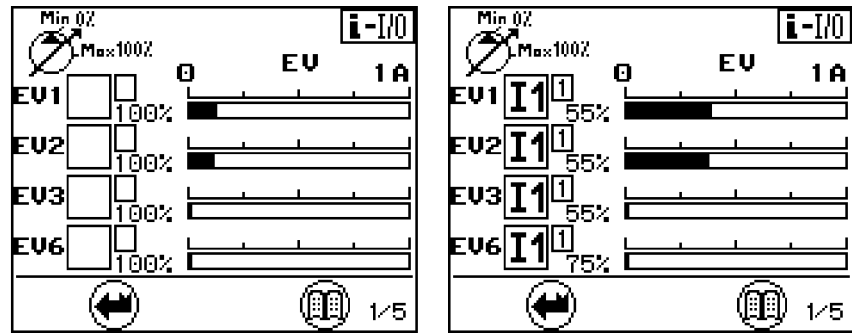 Min 0%
Max100%
i-I/O
0 EV 1A
EV1 100%
EV2 100%
EV3 100%
EV6 100%
1/5
Min 0%
Max100%
i-I/O
0 EV 1A
EV1 I1 1 55%
EV2 I1 1 55%
EV3 I1 1 55%
EV6 I1 1 75%
1/5